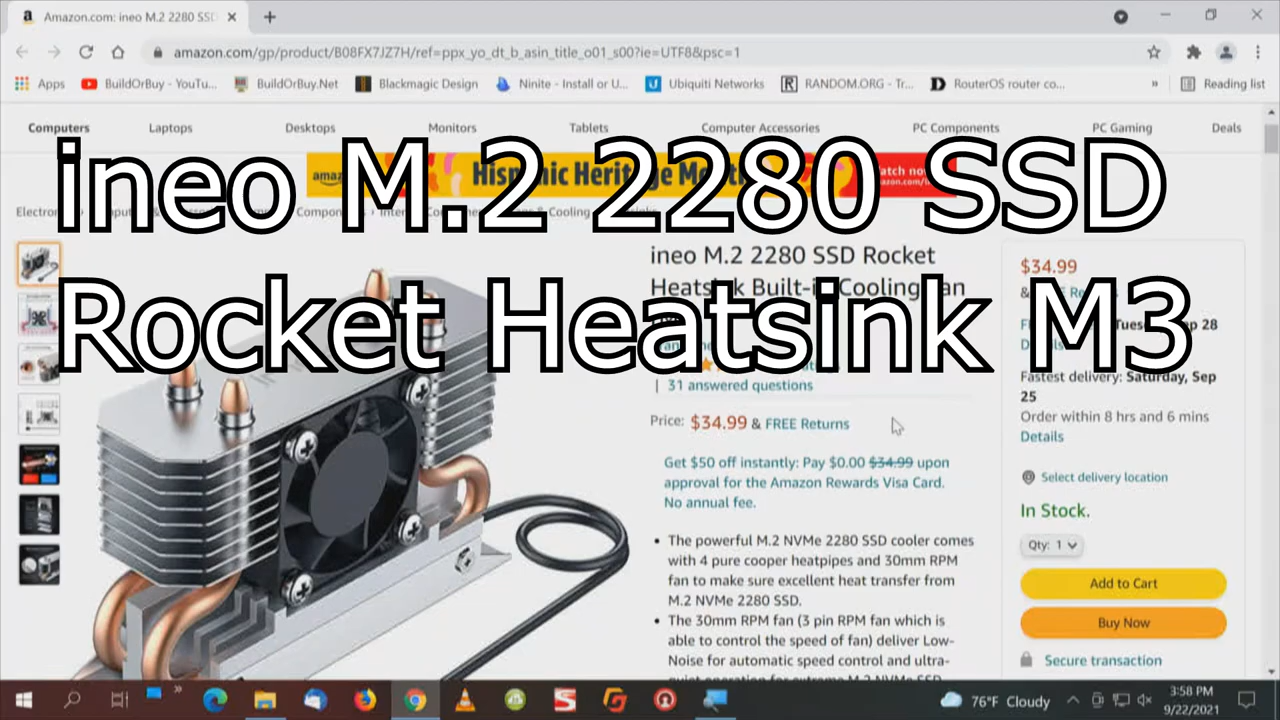 Amazon.com: ineo M.2 2280 SSD
amazon.com/gp/product/B08FX7JZ7H/ref=ppx_yo_dt_b_asin_title_o01_s00?ie=UTF8&psc=1
Apps BuildOrBuy - YouTu... BuildOrBuy.Net Blackmagic Design Ninite - Install or U... Ubiquiti Networks RANDOM.ORG - Tr... RouterOS router co... » Reading list
Computers Laptops Desktops Monitors Tablets Computer Accessories PC Components PC Gaming Deals
ineo M.2 2280 SSD
Rocket Heatsink M3
ineo M.2 2280 SSD Rocket
31 answered questions
Price: $34.99 & FREE Returns
Get $50 off instantly: Pay $0.00 $34.99 upon
approval for the Amazon Rewards Visa Card.
No annual fee.
• The powerful M.2 NVMe 2280 SSD cooler comes
with 4 pure cooper heatpipes and 30mm RPM
fan to make sure excellent heat transfer from
M.2 NVMe 2280 SSD.
• The 30mm RPM fan (3 pin RPM fan which is
able to control the speed of fan) deliver Low-
Noise for automatic speed control and ultra-
$34.99
Fastest delivery: Saturday, Sep
25
Order within 8 hrs and 6 mins
Details
Select delivery location
In Stock.
Qty: 1
Add to Cart
Buy Now
Secure transaction
76°F Cloudy
3:58 PM
9/22/2021